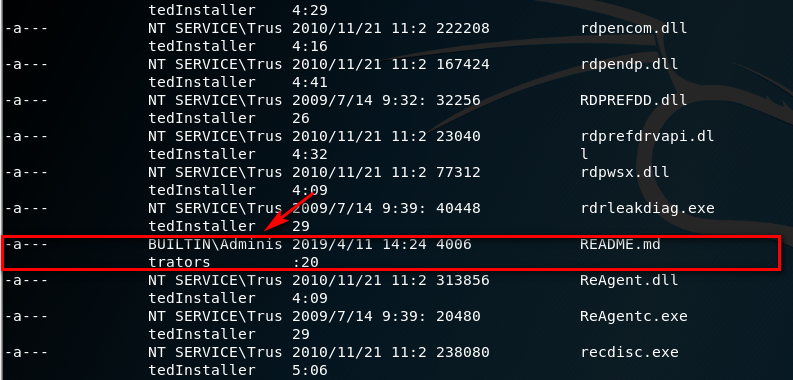 tedInstaller 4:29
-a--- NT SERVICE\Trus 2010/11/21 11:2 222208 rdpencom.dll
tedInstaller 4:16
-a--- NT SERVICE\Trus 2010/11/21 11:2 167424 rdpendp.dll
tedInstaller 4:41
-a--- NT SERVICE\Trus 2009/7/14 9:32: 32256 RDPREFDD.dll
tedInstaller 26
-a--- NT SERVICE\Trus 2010/11/21 11:2 23040 rdprefdrvapi.dl
tedInstaller 4:32 l
-a--- NT SERVICE\Trus 2010/11/21 11:2 77312 rdpwsx.dll
tedInstaller 4:09
-a--- NT SERVICE\Trus 2009/7/14 9:39: 40448 rdrleakdiag.exe
tedInstaller 29
-a--- BUILTIN\Adminis 2019/4/11 14:24 4006 README.md
trators :20
-a--- NT SERVICE\Trus 2010/11/21 11:2 313856 ReAgent.dll
tedInstaller 4:09
-a--- NT SERVICE\Trus 2009/7/14 9:39: 20480 ReAgentc.exe
tedInstaller 29
-a--- NT SERVICE\Trus 2010/11/21 11:2 238080 recdisc.exe
tedInstaller 5:06